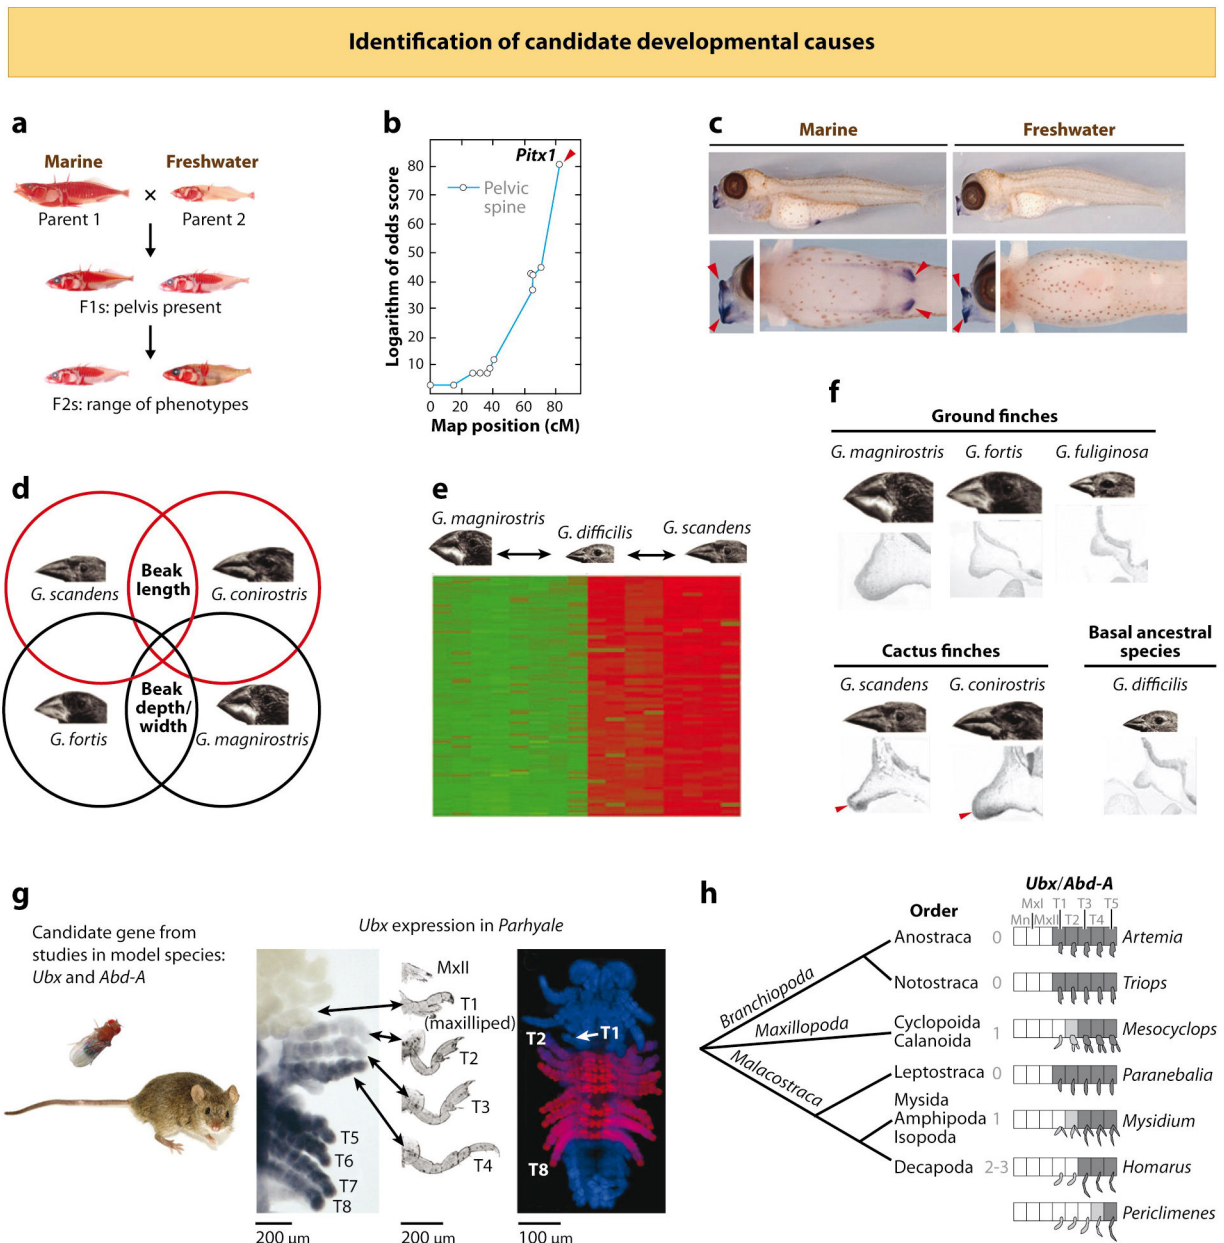 Identification of candidate developmental causes
a
Marine
Freshwater
×
Parent 1
Parent 2
F1s: pelvis present
F2s: range of phenotypes
b
Logarithm of odds score
80
70
60
50
40
30
20
10
Pitx1
Pelvic
spine
0 20 40 60 80
Map position (cM)
c
Marine
Freshwater
d
G. scandens
Beak
length
G. conirostris
G. fortis
Beak
depth/
width
G. magnirostris
e
G. magnirostris
G. difficilis
G. scandens
f
Ground finches
G. magnirostris
G. fortis
G. fuliginosa
Cactus finches
G. scandens
G. conirostris
Basal ancestral
species
G. difficilis
g
Candidate gene from
studies in model species:
Ubx and Abd-A
Ubx expression in Parhyale
MxII
T1
(maxilliped)
T2
T3
T4
T5
T6
T7
T8
T2
T1
T8
200 μm
200 μm
100 μm
h
Order
Ubx/Abd-A
MxI T1 T3 T5
Mn MxII T2 T4
Branchiopoda
Maxillopoda
Malacostraca
Anostraca 0 Artemia
Notostraca 0 Triops
Cyclopoida
Calanoida
1 Mesocyclops
Leptostraca 0 Paranebalia
Mysida
Amphipoda 1 Mysidium
Isopoda
Decapoda 2-3 Homarus
Periclimenes